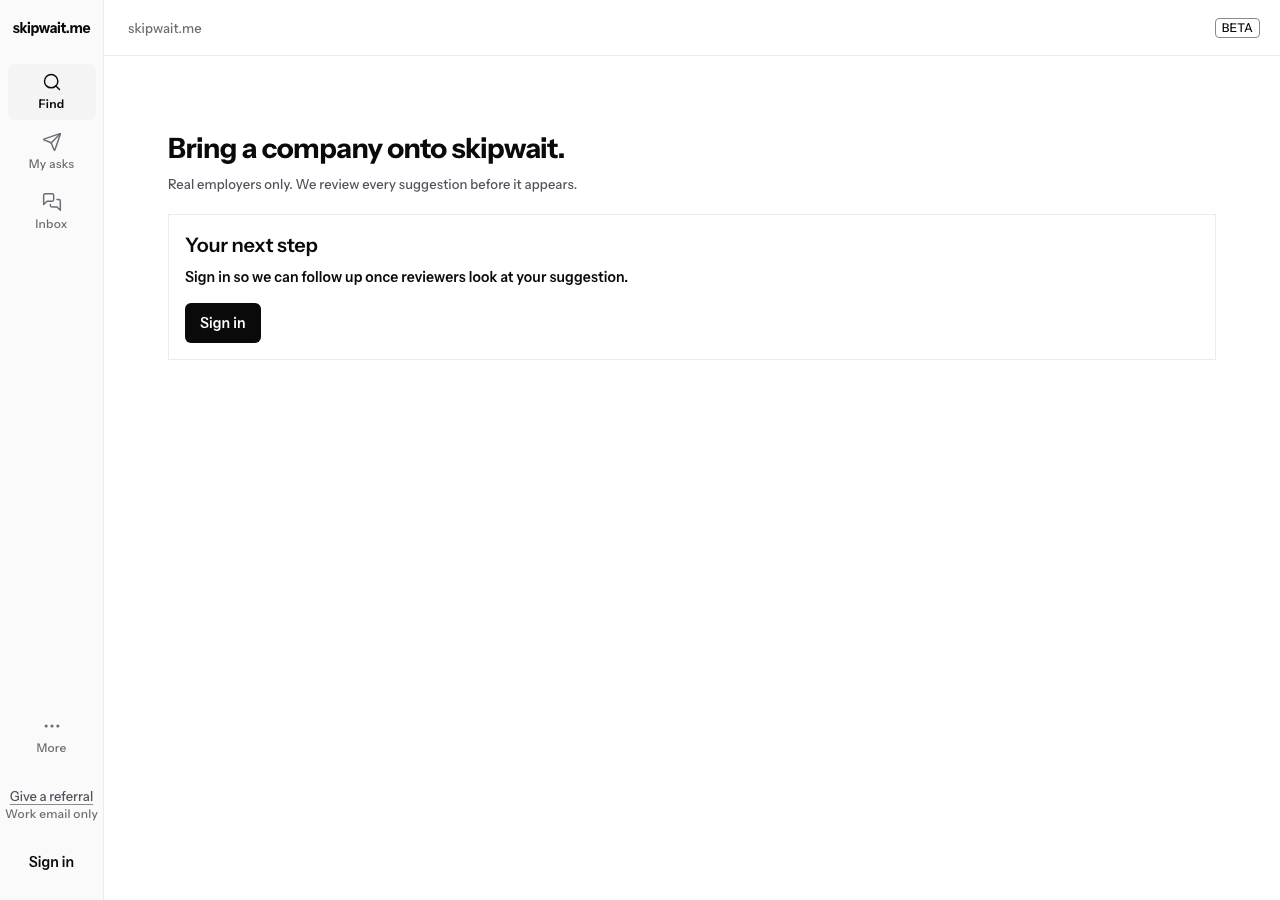 skipwait.me
Find
My asks
Inbox
More
Give a referral
Work email only
Sign in
skipwait.me
BETA
Bring a company onto skipwait.
Real employers only. We review every suggestion before it appears.
Your next step
Sign in so we can follow up once reviewers look at your suggestion.
Sign in